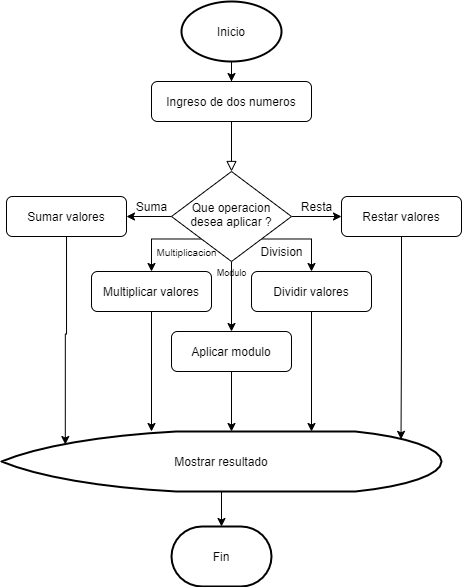 Inicio
Ingreso de dos numeros
Que operacion
desea aplicar ?
Suma
Resta
Sumar valores
Restar valores
Multiplicacion
Division
Modulo
Multiplicar valores
Dividir valores
Aplicar modulo
Mostrar resultado
Fin